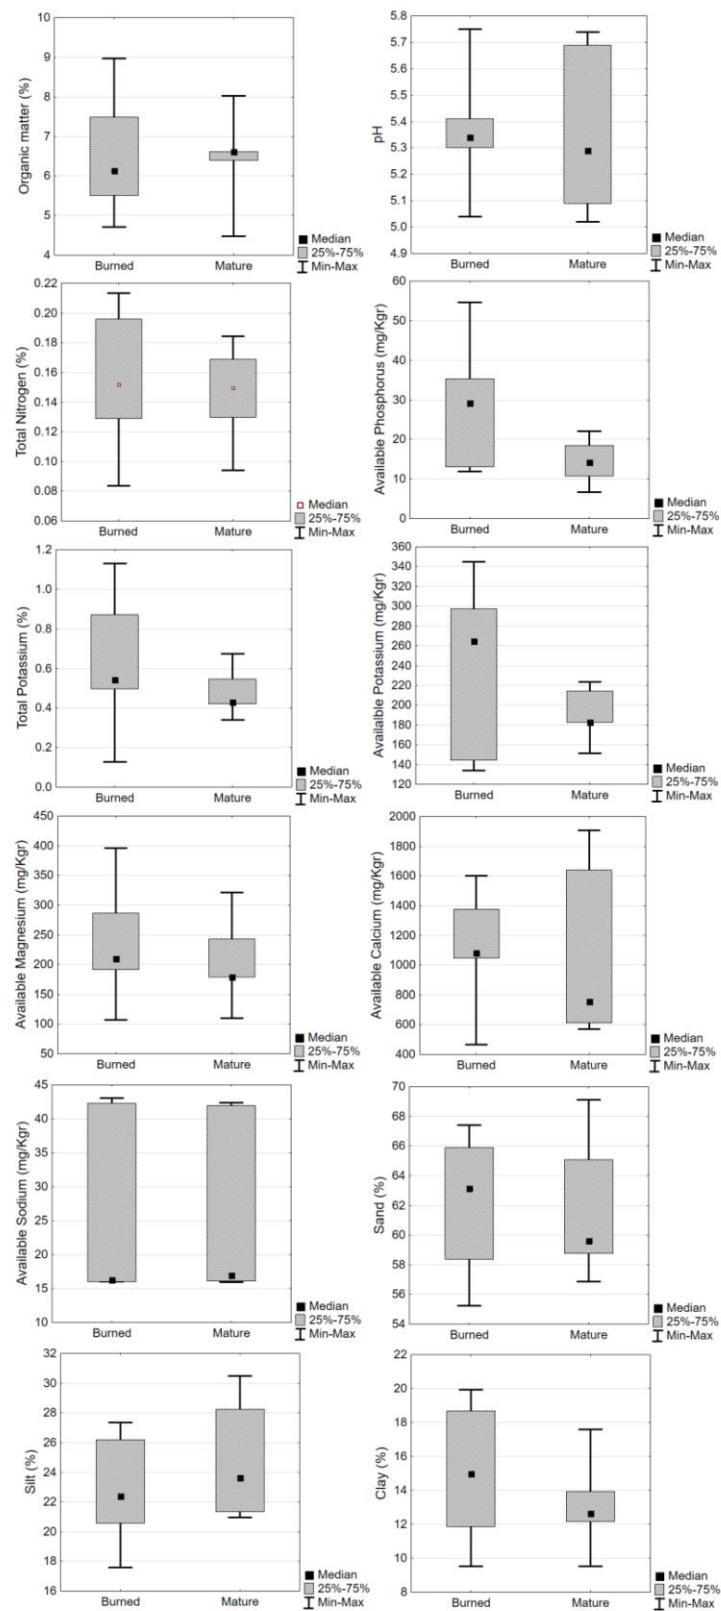 Organic matter (%)
10
9
8
7
6
5
4
Burned
Mature
Median
25%-75%
Min-Max
pH
5.8
5.7
5.6
5.5
5.4
5.3
5.2
5.1
5.0
4.9
Burned
Mature
Median
25%-75%
Min-Max
Total Nitrogen (%)
0.22
0.20
0.18
0.16
0.14
0.12
0.10
0.08
0.06
Burned
Mature
Median
25%-75%
Min-Max
Available Phosphorus (mg/Kgr)
60
50
40
30
20
10
0
Burned
Mature
Median
25%-75%
Min-Max
Total Potassium (%)
1.2
1.0
0.8
0.6
0.4
0.2
0.0
Burned
Mature
Median
25%-75%
Min-Max
Availalble Potassium (mg/Kgr)
360
340
320
300
280
260
240
220
200
180
160
140
120
Burned
Mature
Median
25%-75%
Min-Max
Available Magnesium (mg/Kgr)
450
400
350
300
250
200
150
100
50
Burned
Mature
Median
25%-75%
Min-Max
Available Calcium (mg/Kgr)
2000
1800
1600
1400
1200
1000
800
600
400
Burned
Mature
Median
25%-75%
Min-Max
Available Sodium (mg/Kgr)
45
40
35
30
25
20
15
10
Burned
Mature
Median
25%-75%
Min-Max
Sand (%)
70
68
66
64
62
60
58
56
54
Burned
Mature
Median
25%-75%
Min-Max
Silt (%)
32
30
28
26
24
22
20
18
16
Burned
Mature
Median
25%-75%
Min-Max
Clay (%)
22
20
18
16
14
12
10
8
Burned
Mature
Median
25%-75%
Min-Max